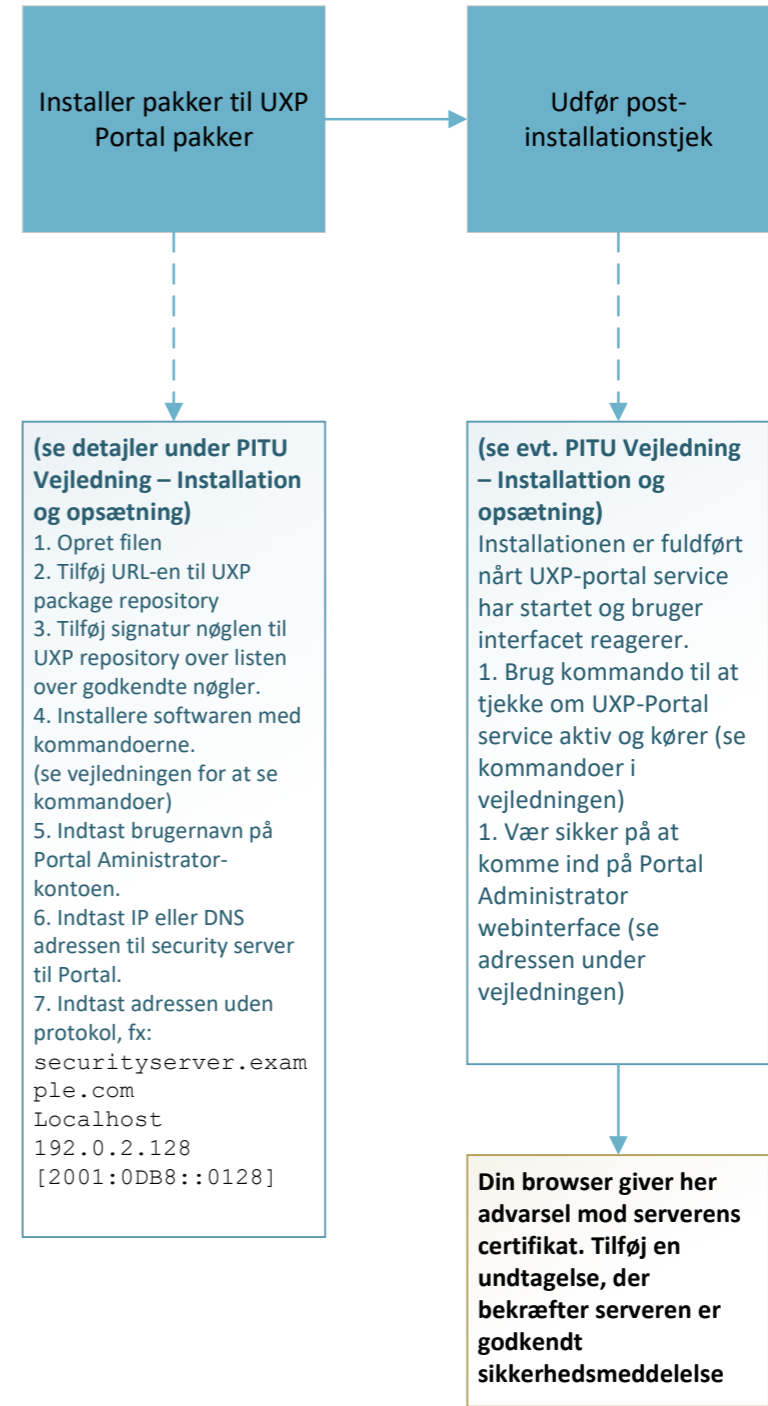 Installer pakker til UXP
Portal pakker
Udfør post-
installationstjek
(se detaljer under PITU
Vejledning – Installation
og opsætning)
1. Opret filen
2. Tilføj URL-en til UXP
package repository
3. Tilføj signatur nøglen til
UXP repository over listen
over godkendte nøgler.
4. Installere softwaren med
kommandoerne.
(se vejledningen for at se
kommandoer)
5. Indtast brugernavn på
Portal Aministrator-
kontoen.
6. Indtast IP eller DNS
adressen til security server
til Portal.
7. Indtast adressen uden
protokol, fx:
securityserver.exam
ple.com
Localhost
192.0.2.128
[2001:0DB8::0128]
(se evt. PITU Vejledning
– Installattion og
opsætning)
Installationen er fuldført
nårt UXP-portal service
har startet og bruger
interfacet reagerer.
1. Brug kommando til at
tjekke om UXP-Portal
service aktiv og kører (se
kommandoer i
vejledningen)
1. Vær sikker på at
komme ind på Portal
Administrator
webinterface (se
adressen under
vejledningen)
Din browser giver her
advarsel mod serverens
certifikat. Tilføj en
undtagelse, der
bekræfter serveren er
godkendt
sikkerhedsmeddelelse